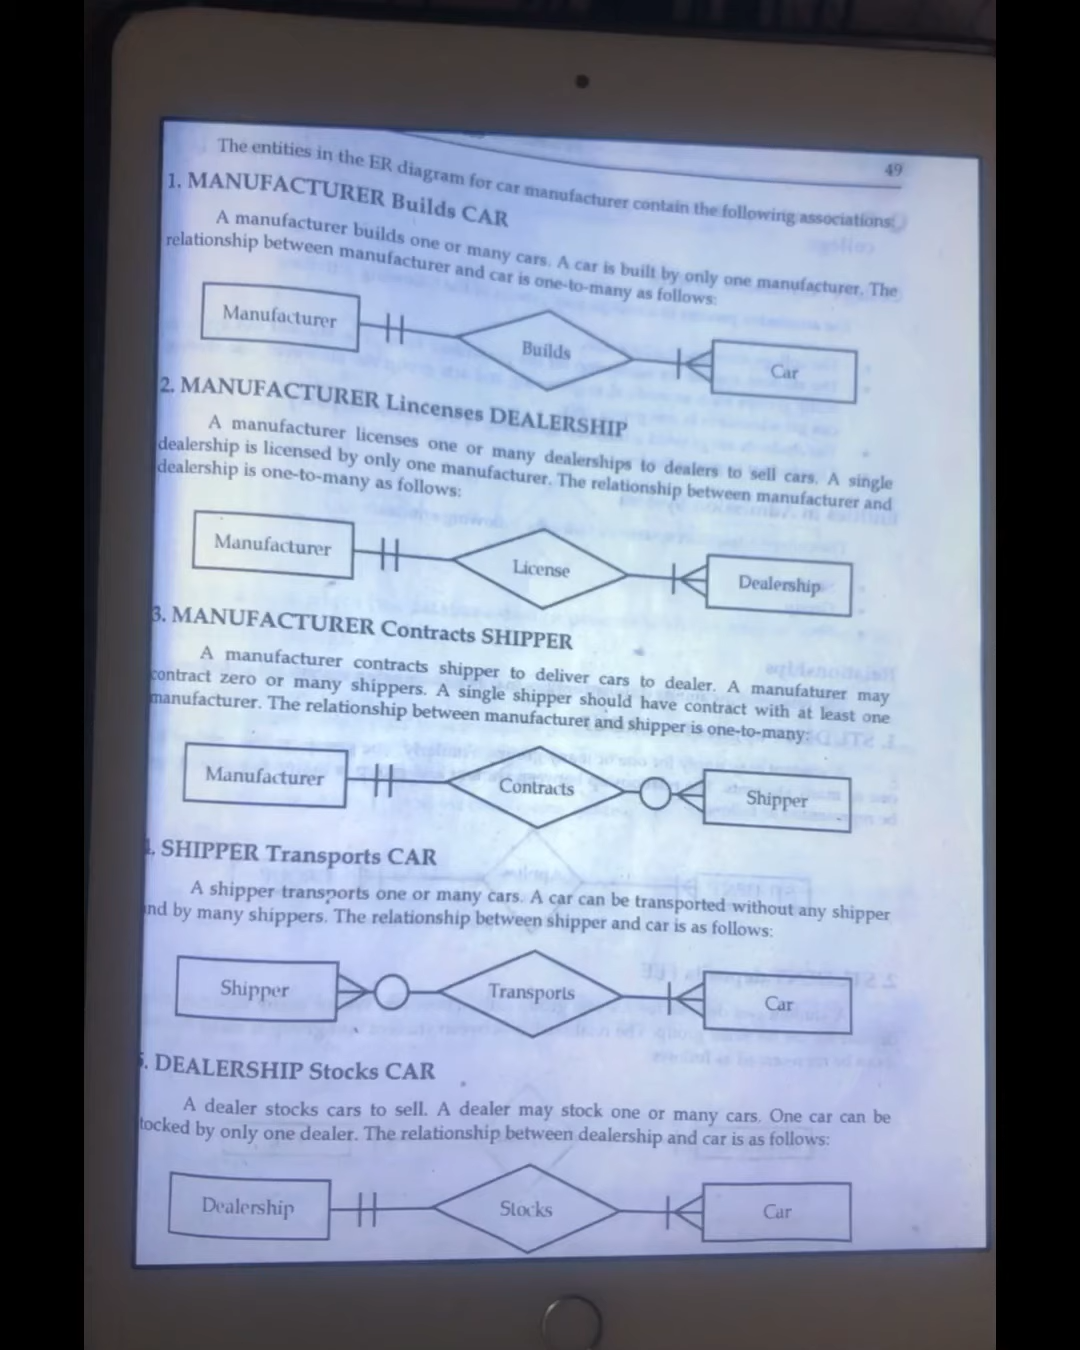 49
The entities in the ER diagram for car manufacturer contain the following associations:
1. MANUFACTURER Builds CAR
A manufacturer builds one or many cars. A car is built by only one manufacturer. The
relationship between manufacturer and car is one-to-many as follows:
Manufacturer
Builds
Car
2. MANUFACTURER Lincenses DEALERSHIP
A manufacturer licenses one or many dealerships to dealers to sell cars. A single
dealership is licensed by only one manufacturer. The relationship between manufacturer and
dealership is one-to-many as follows:
Manufacturer
License
Dealership
3. MANUFACTURER Contracts SHIPPER
A manufacturer contracts shipper to deliver cars to dealer. A manufaturer may
contract zero or many shippers. A single shipper should have contract with at least one
manufacturer. The relationship between manufacturer and shipper is one-to-many:
Manufacturer
Contracts
Shipper
. SHIPPER Transports CAR
A shipper transports one or many cars. A car can be transported without any shipper
nd by many shippers. The relationship between shipper and car is as follows:
Shipper
Transports
Car
5. DEALERSHIP Stocks CAR
A dealer stocks cars to sell. A dealer may stock one or many cars. One car can be
tocked by only one dealer. The relationship between dealership and car is as follows:
Dealership
Stocks
Car